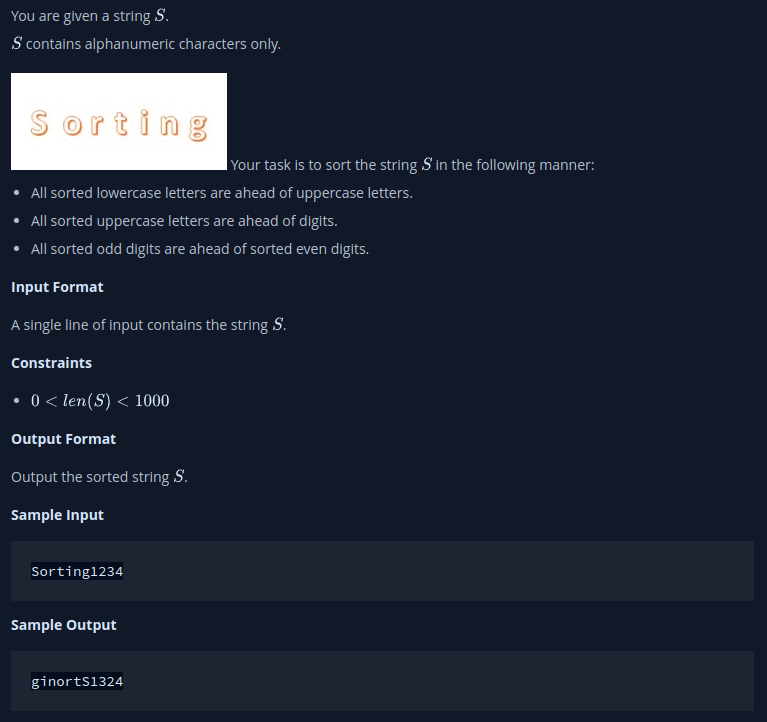 You are given a string S.
S contains alphanumeric characters only.
Sorting
Your task is to sort the string S in the following manner:
All sorted lowercase letters are ahead of uppercase letters.
All sorted uppercase letters are ahead of digits.
All sorted odd digits are ahead of sorted even digits.
Input Format
A single line of input contains the string S.
Constraints
0 < len(S) < 1000
Output Format
Output the sorted string S.
Sample Input
Sorting1234
Sample Output
ginortS1324